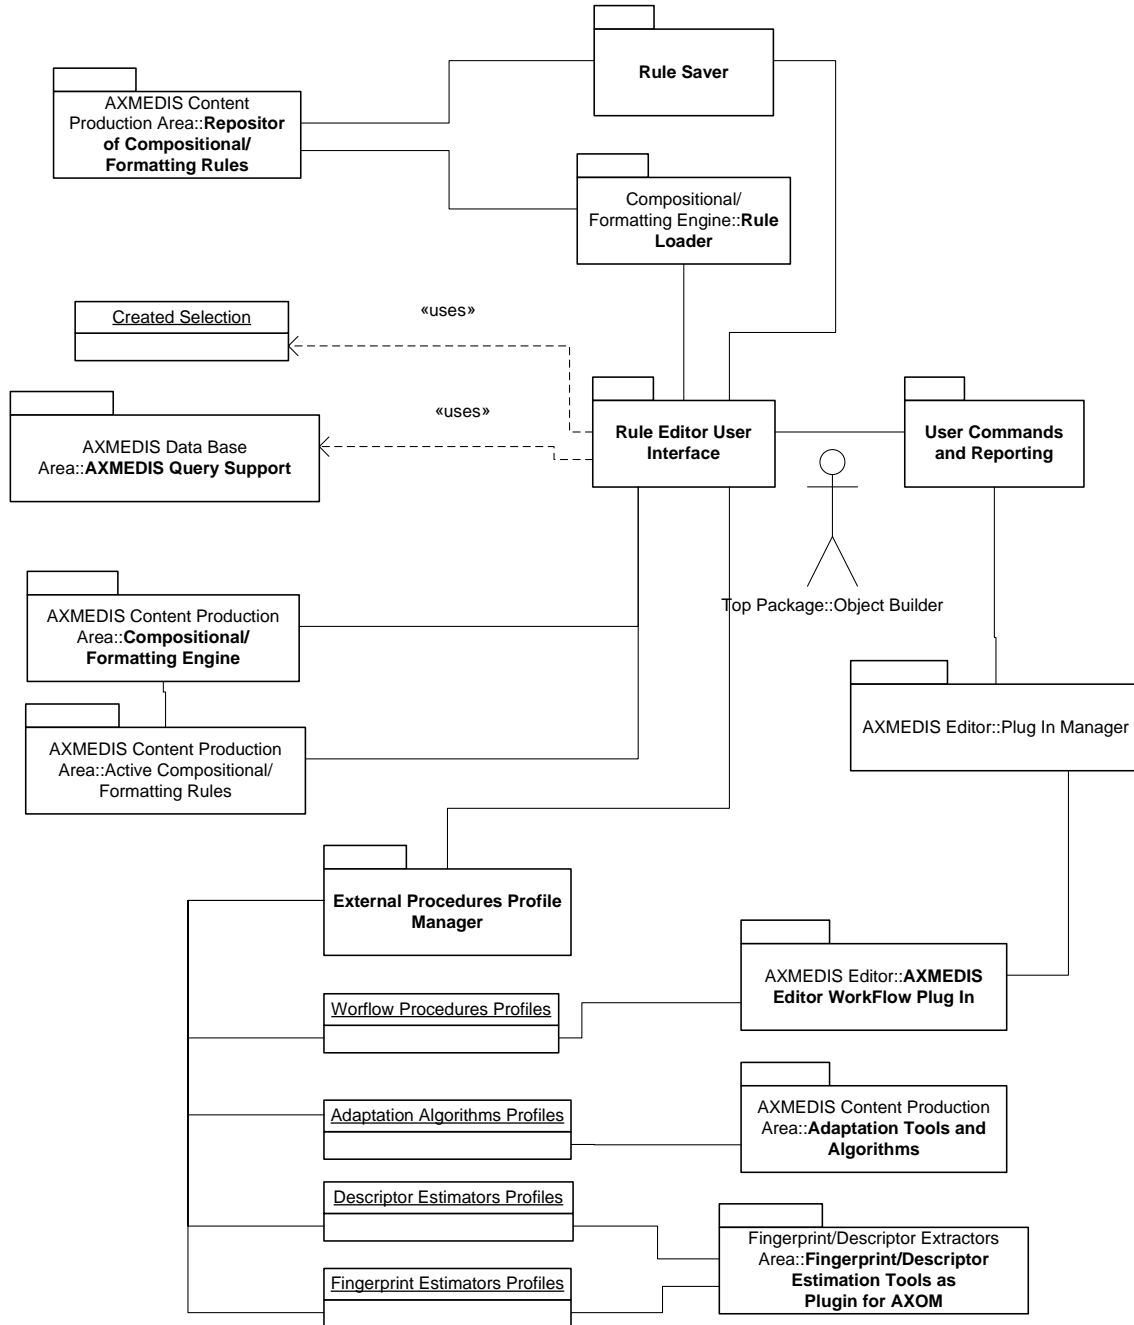 Rule Saver
AXMEDIS Content
Production Area::Repositor
of Compositional/
Formatting Rules
Compositional/
Formatting Engine::Rule
Loader
Created Selection
«uses»
«uses»
AXMEDIS Data Base
Area::AXMEDIS Query Support
Rule Editor User
Interface
User Commands
and Reporting
Top Package::Object Builder
AXMEDIS Content Production
Area::Compositional/
Formatting Engine
AXMEDIS Editor::Plug In Manager
AXMEDIS Content Production
Area::Active Compositional/
Formatting Rules
External Procedures Profile
Manager
AXMEDIS Editor::AXMEDIS
Editor WorkFlow Plug In
Worflow Procedures Profiles
Adaptation Algorithms Profiles
AXMEDIS Content Production
Area::Adaptation Tools and
Algorithms
Descriptor Estimators Profiles
Fingerprint/Descriptor Extractors
Area::Fingerprint/Descriptor
Estimation Tools as
Plugin for AXOM
Fingerprint Estimators Profiles